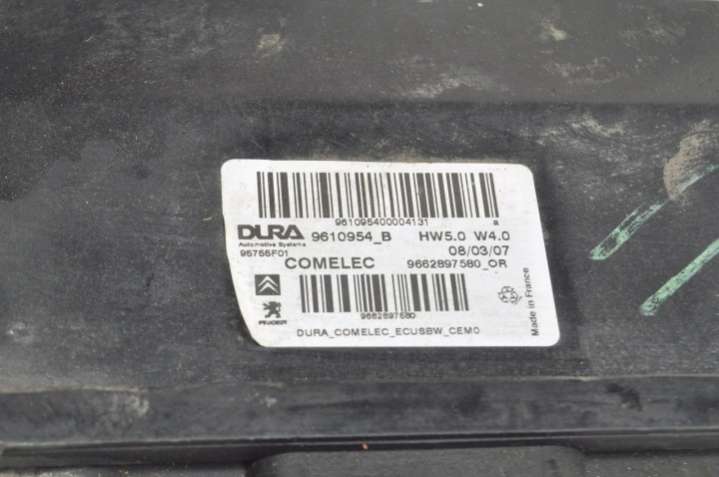 961095400004131 a
DURA 9610954_B HW5.0 W4.0
Automotive Systems 08/03/07
95755F01
COMELEC 9662897580_OR
PEUGEOT
9662897580
DURA_COMELEC_ECUSBW_CEM0
Made in France